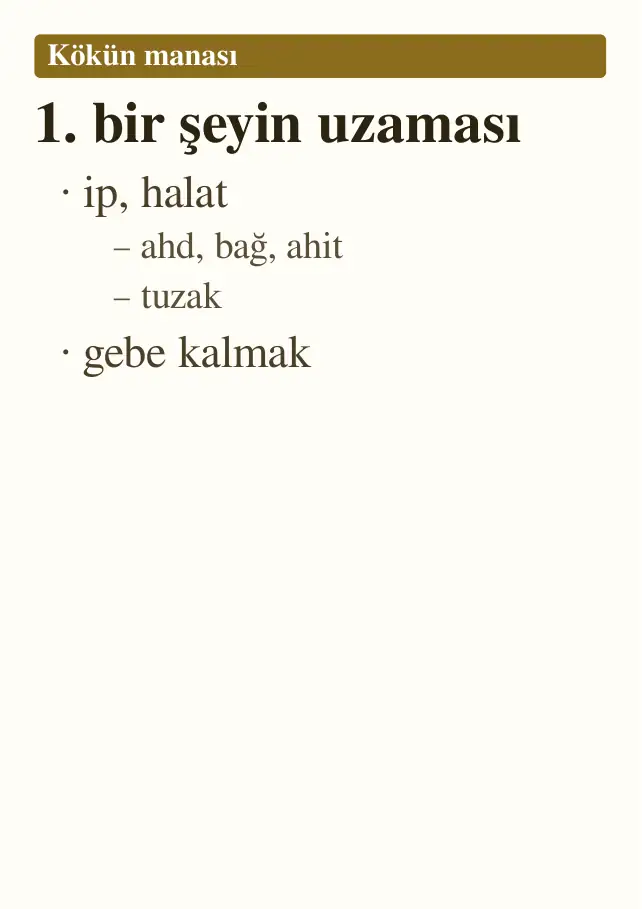 Kökün manası
1. bir şeyin uzaması
· ip, halat
– ahd, bağ, ahit
– tuzak
· gebe kalmak